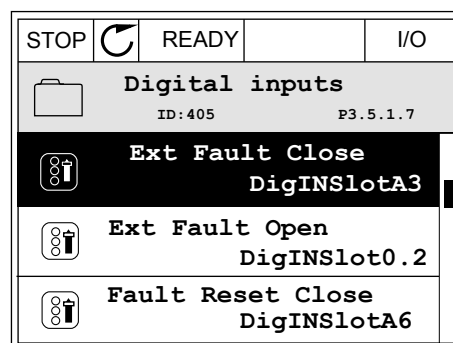 STOP READY I/O
Digital inputs
ID:405 P3.5.1.7
Ext Fault Close
DigINSlotA3
Ext Fault Open
DigINSlot0.2
Fault Reset Close
DigINSlotA6